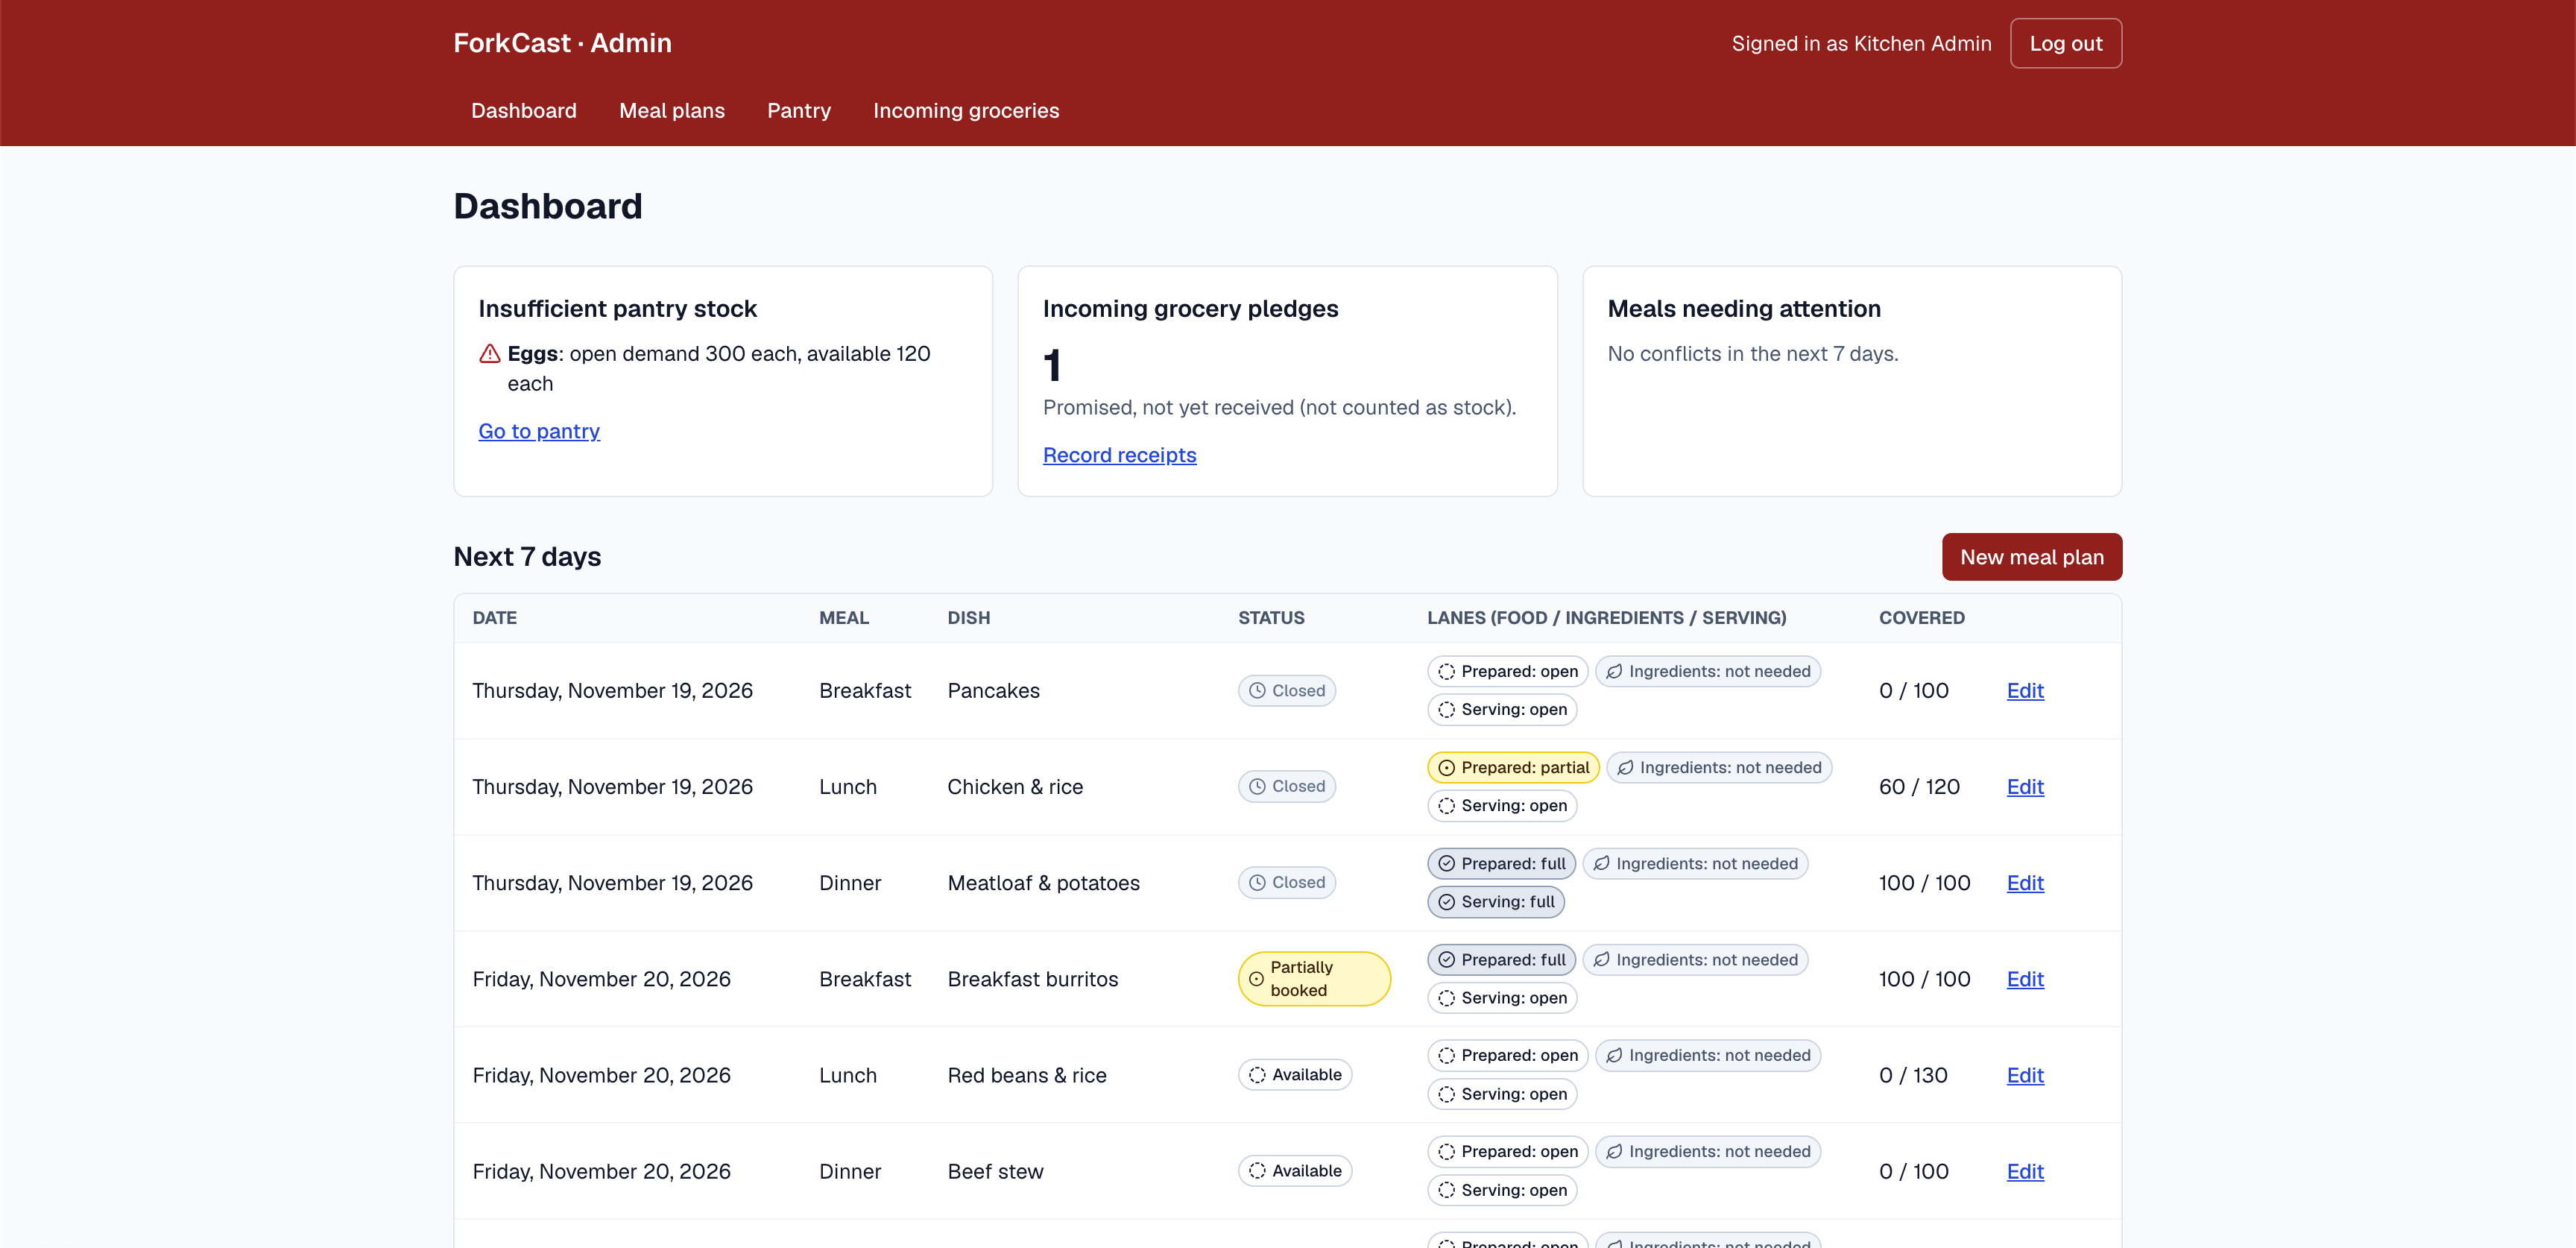 ForkCast · Admin
Signed in as Kitchen Admin
Log out
Dashboard
Meal plans
Pantry
Incoming groceries
Dashboard
Insufficient pantry stock
Eggs: open demand 300 each, available 120
each
Go to pantry
Incoming grocery pledges
1
Promised, not yet received (not counted as stock).
Record receipts
Meals needing attention
No conflicts in the next 7 days.
Next 7 days
New meal plan
DATE MEAL DISH STATUS LANES (FOOD / INGREDIENTS / SERVING) COVERED
Thursday, November 19, 2026 Breakfast Pancakes Closed Prepared: open Ingredients: not needed
Serving: open
0 / 100 Edit
Thursday, November 19, 2026 Lunch Chicken & rice Closed Prepared: partial Ingredients: not needed
Serving: open
60 / 120 Edit
Thursday, November 19, 2026 Dinner Meatloaf & potatoes Closed Prepared: full Ingredients: not needed
Serving: full
100 / 100 Edit
Friday, November 20, 2026 Breakfast Breakfast burritos Partially
booked
Prepared: full Ingredients: not needed
Serving: open
100 / 100 Edit
Friday, November 20, 2026 Lunch Red beans & rice Available Prepared: open Ingredients: not needed
Serving: open
0 / 130 Edit
Friday, November 20, 2026 Dinner Beef stew Available Prepared: open Ingredients: not needed
Serving: open
0 / 100 Edit
Prepared: open Ingredients: not needed